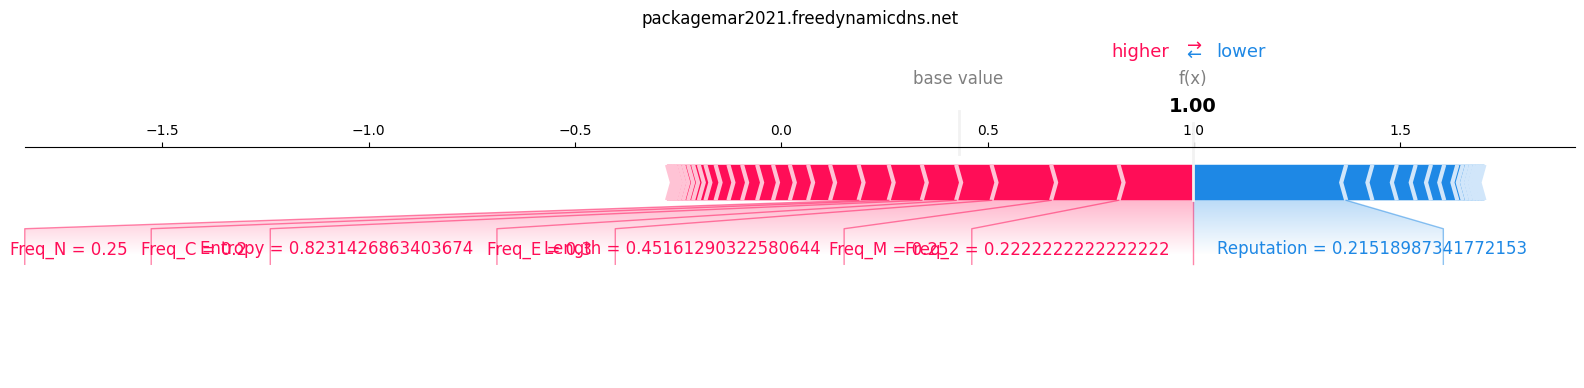 packagemar2021.freedynamicdns.net
higher ⇄ lower
base value f(x)
1.00
−1.5 −1.0 −0.5 0.0 0.5 1.0 1.5
Freq_N = 0.25 Freq_C = 0.2 Entropy = 0.8231426863403674 Freq_E = 0.3 Length = 0.45161290322580644 Freq_M = 0.25 Freq_2 = 0.2222222222222222 Reputation = 0.21518987341772153